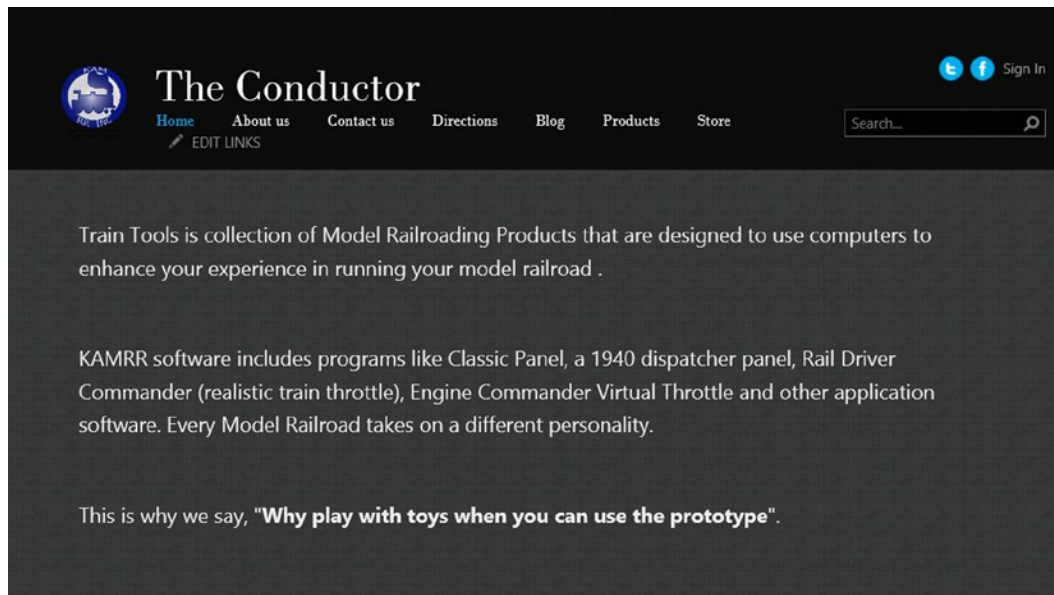 KAM
RR, INC
The Conductor
Sign In
Home About us Contact us Directions Blog Products Store
Search...
EDIT LINKS
Train Tools is collection of Model Railroading Products that are designed to use computers to
enhance your experience in running your model railroad .
KAMRR software includes programs like Classic Panel, a 1940 dispatcher panel, Rail Driver
Commander (realistic train throttle), Engine Commander Virtual Throttle and other application
software. Every Model Railroad takes on a different personality.
This is why we say, "Why play with toys when you can use the prototype".